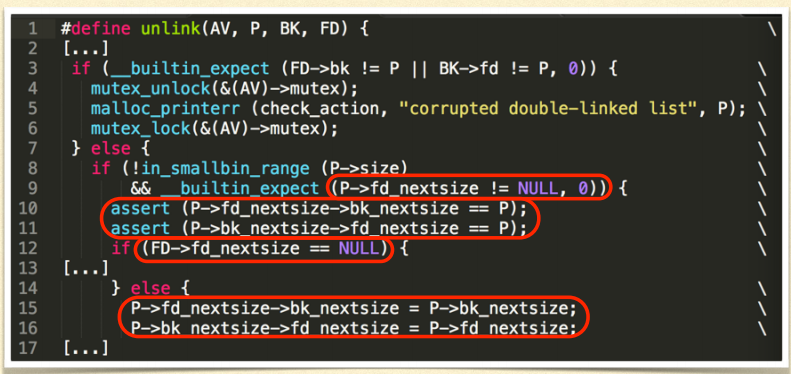 1 #define unlink(AV, P, BK, FD) { \
2 [...]
3 if (__builtin_expect (FD->bk != P || BK->fd != P, 0)) { \
4 mutex_unlock(&(AV)->mutex); \
5 malloc_printerr (check_action, "corrupted double-linked list", P); \
6 mutex_lock(&(AV)->mutex); \
7 } else { \
8 if (!in_smallbin_range (P->size) \
9 && __builtin_expect (P->fd_nextsize != NULL, 0)) { \
10 assert (P->fd_nextsize->bk_nextsize == P); \
11 assert (P->bk_nextsize->fd_nextsize == P); \
12 if (FD->fd_nextsize == NULL) { \
13 [...]
14 } else { \
15 P->fd_nextsize->bk_nextsize = P->bk_nextsize; \
16 P->bk_nextsize->fd_nextsize = P->fd_nextsize; \
17 [...]